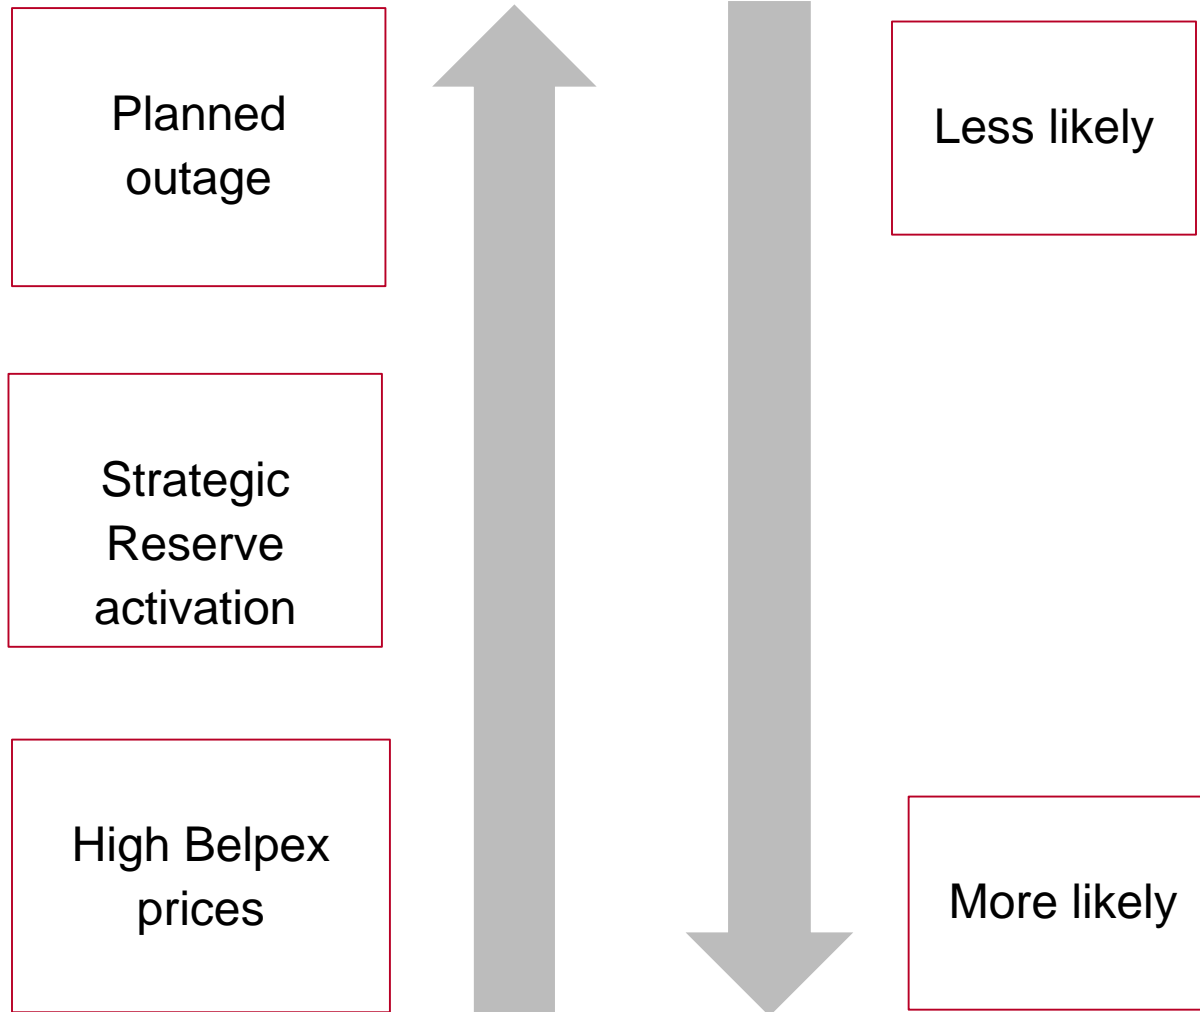 Planned
outage
Less likely
Strategic
Reserve
activation
High Belpex
prices
More likely